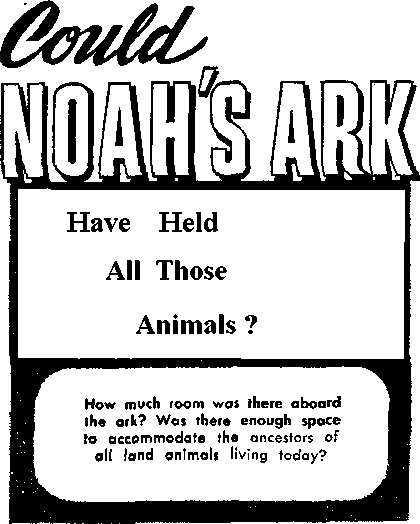 Could
NOAH'S ARK
Have Held
All Those
Animals ?
How much room was there aboard
the ark? Was there enough space
to accommodate the ancestors of
all land animals living today?